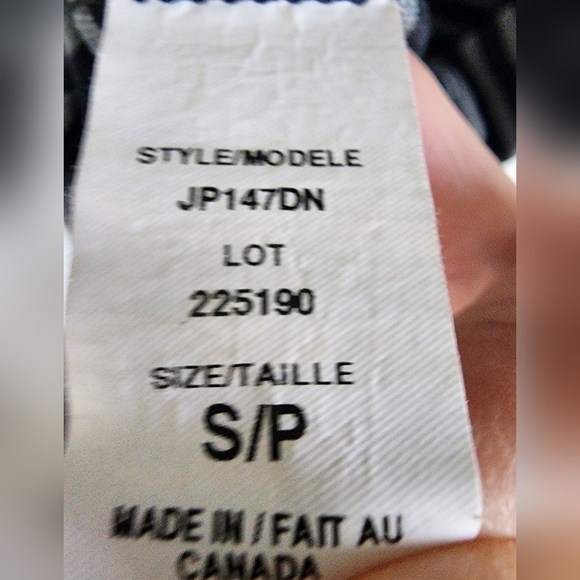 STYLE/MODELE
JP147DN
LOT
225190
SIZE/TAILLE
S/P
MADE IN / FAIT AU
CANADA